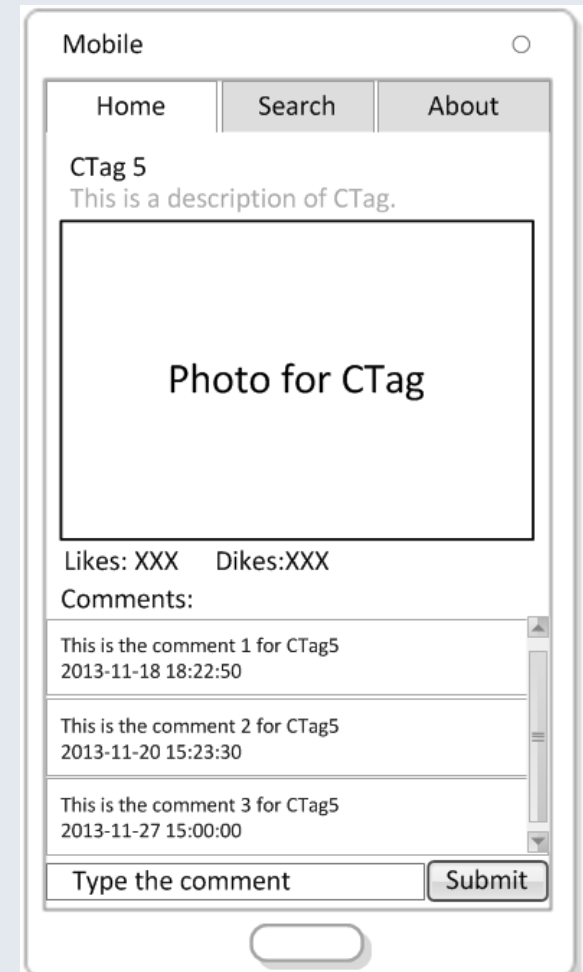 Mobile
Home Search About
CTag 5
This is a description of CTag.
Photo for CTag
Likes: XXX Dikes:XXX
Comments:
This is the comment 1 for CTag5
2013-11-18 18:22:50
This is the comment 2 for CTag5
2013-11-20 15:23:30
This is the comment 3 for CTag5
2013-11-27 15:00:00
Type the comment Submit